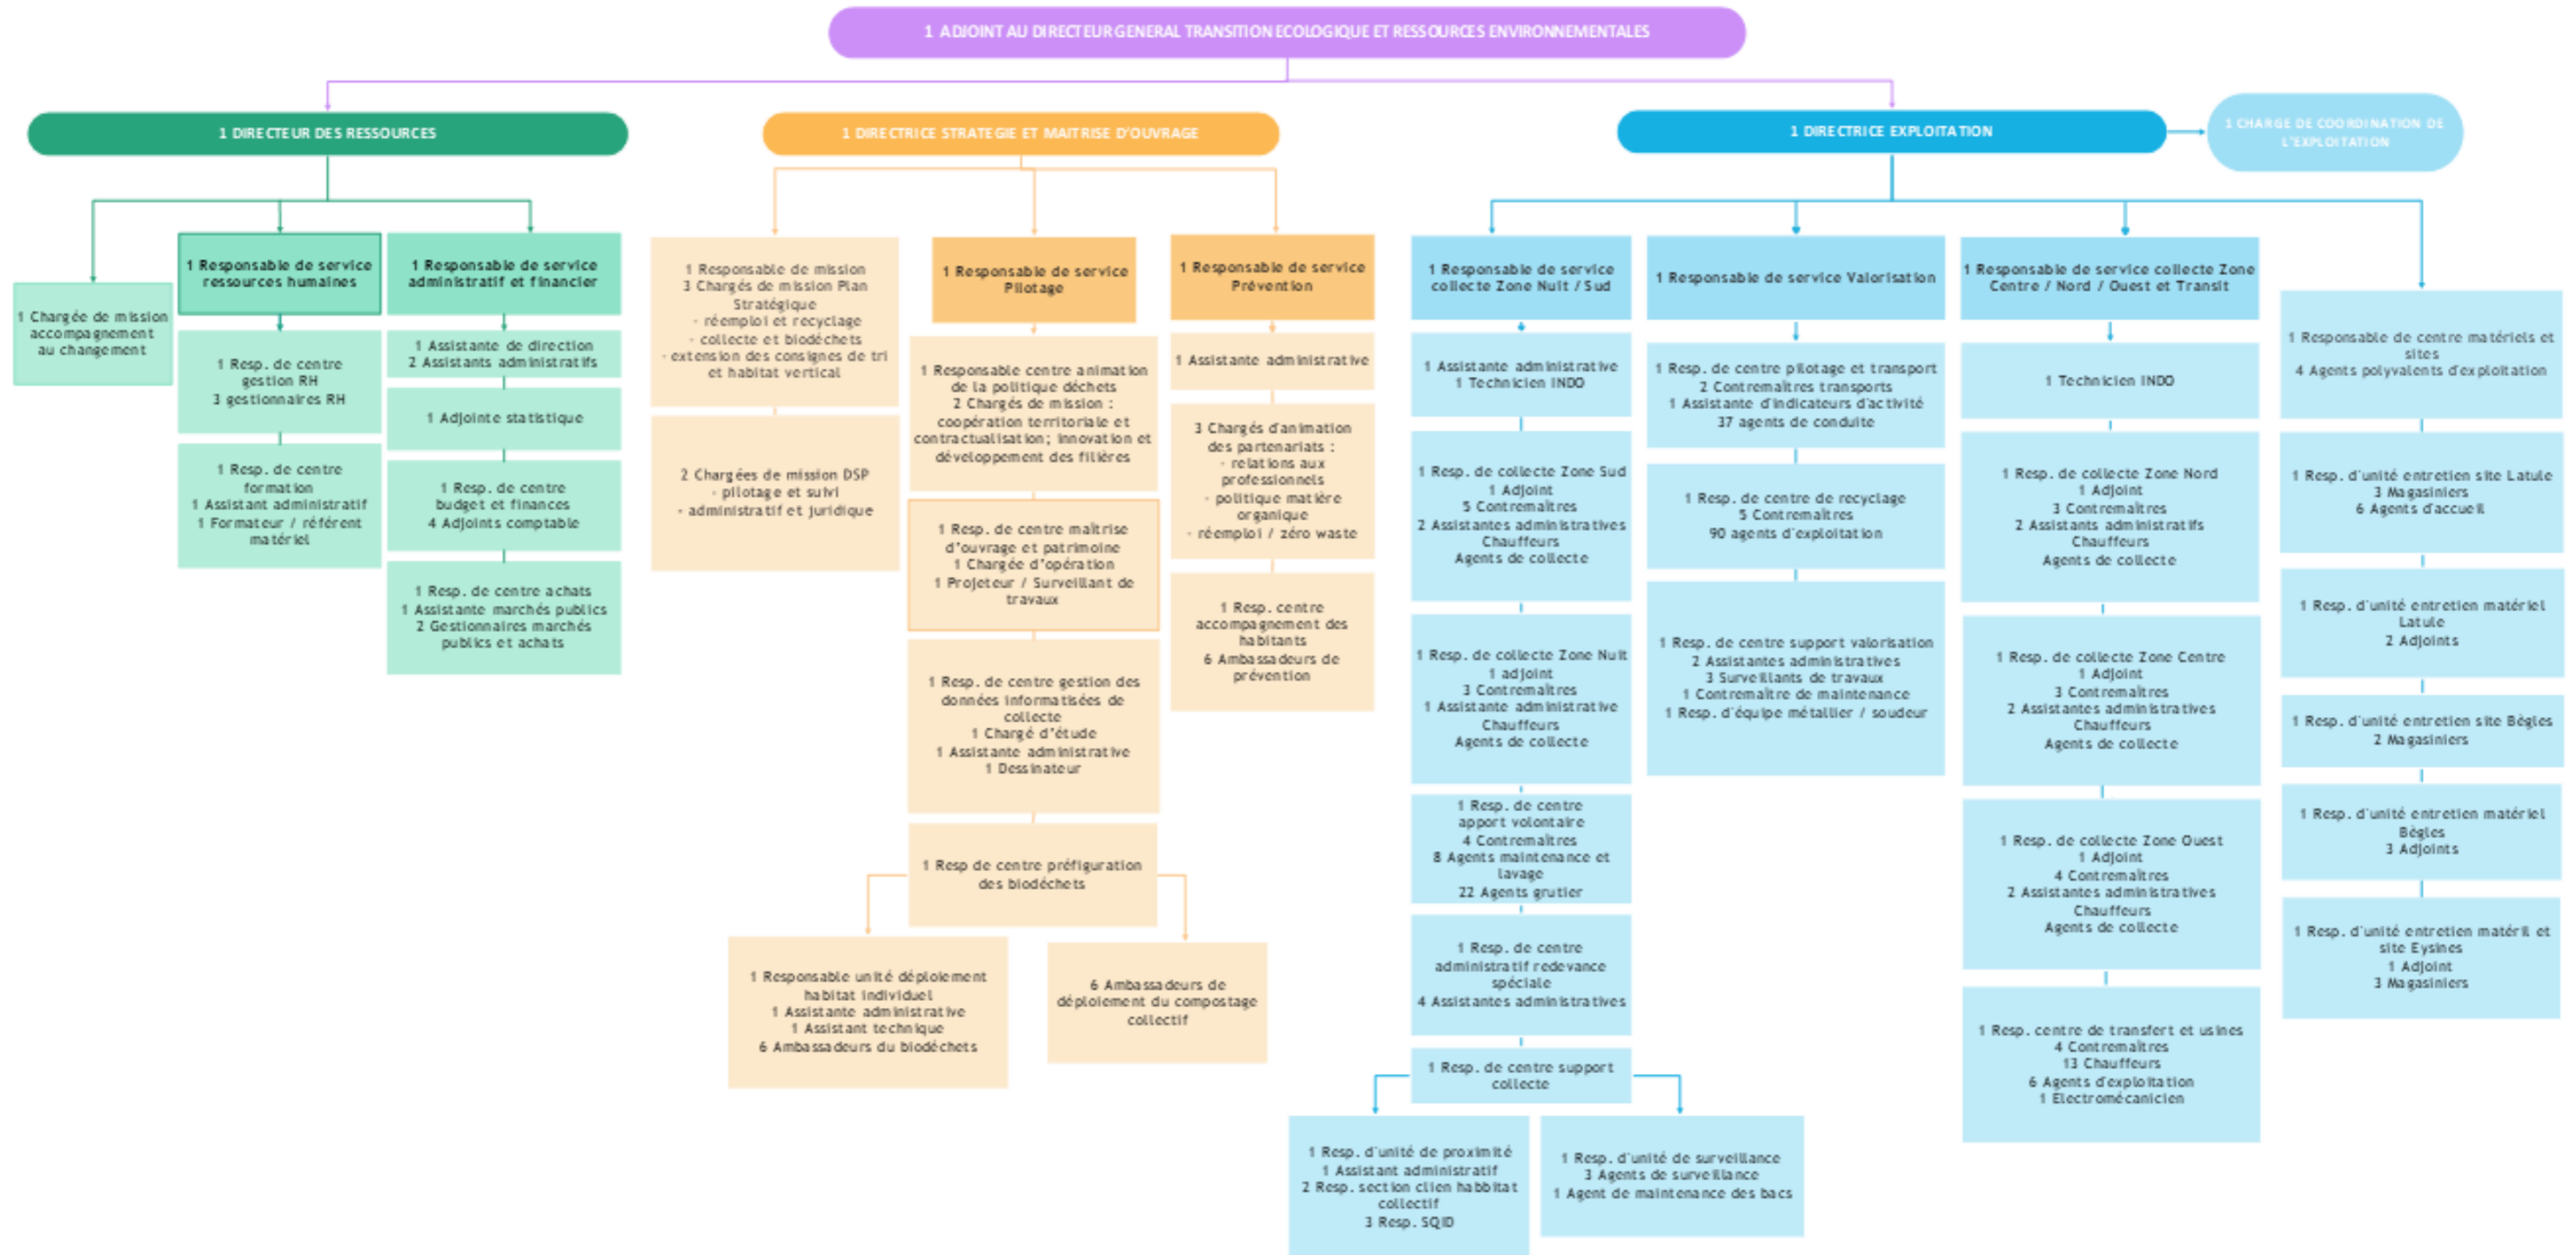 1 ADJOINT AU DIRECTEUR GENERAL TRANSITION ECOLOGIQUE ET RESSOURCES ENVIRONNEMENTALES
1 DIRECTEUR DES RESSOURCES
1 Chargée de mission
accompagnement
au changement
1 Responsable de service
ressources humaines
1 Resp. de centre
gestion RH
3 gestionnaires RH
1 Resp. de centre
formation
1 Assistant administratif
1 Formateur / référent
matériel
1 Responsable de service
administratif et financier
1 Assistante de direction
2 Assistants administratifs
1 Adjointe statistique
1 Resp. de centre
budget et finances
4 Adjoints comptable
1 Resp. de centre achats
1 Assistante marchés publics
2 Gestionnaires marchés
publics et achats
1 DIRECTRICE STRATEGIE ET MAITRISE D'OUVRAGE
1 Responsable de mission
3 Chargés de mission Plan
Stratégique
- réemploi et recyclage
- collecte et biodéchets
- extension des consignes de tri
et habitat vertical
2 Chargées de mission DSP
- pilotage et suivi
- administratif et juridique
1 Responsable de service
Pilotage
1 Responsable centre animation
de la politique déchets
2 Chargés de mission :
coopération territoriale et
contractualisation; innovation et
développement des filières
1 Resp. de centre maîtrise
d'ouvrage et patrimoine
1 Chargée d'opération
1 Projeteur / Surveillant de
travaux
1 Resp. de centre gestion des
données informatisées de
collecte
1 Chargé d'étude
1 Assistante administrative
1 Dessinateur
1 Resp de centre préfiguration
des biodéchets
1 Responsable unité déploiement
habitat individuel
1 Assistante administrative
1 Assistant technique
6 Ambassadeurs du biodéchets
6 Ambassadeurs de
déploiement du compostage
collectif
1 Responsable de service
Prévention
1 Assistante administrative
3 Chargés d'animation
des partenariats :
- relations aux
professionnels
- politique matière
organique
- réemploi / zéro waste
1 Resp. centre
accompagnement des
habitants
6 Ambassadeurs de
prévention
1 DIRECTRICE EXPLOITATION
1 CHARGE DE COORDINATION DE
L'EXPLOITATION
1 Responsable de service
collecte Zone Nuit / Sud
1 Assistante administrative
1 Technicien INDO
1 Resp. de collecte Zone Sud
1 Adjoint
5 Contremaîtres
2 Assistantes administratives
Chauffeurs
Agents de collecte
1 Resp. de collecte Zone Nuit
1 adjoint
3 Contremaîtres
1 Assistante administrative
Chauffeurs
Agents de collecte
1 Resp. de centre
apport volontaire
4 Contremaîtres
8 Agents maintenance et
lavage
22 Agents grutier
1 Resp. de centre
administratif redevance
spéciale
4 Assistantes administratives
1 Resp. de centre support
collecte
1 Resp. d'unité de proximité
1 Assistant administratif
2 Resp. section clien habbitat
collectif
3 Resp. SQID
1 Resp. d'unité de surveillance
3 Agents de surveillance
1 Agent de maintenance des bacs
1 Responsable de service Valorisation
1 Resp. de centre pilotage et transport
2 Contremaîtres transports
1 Assistante d'indicateurs d'activité
37 agents de conduite
1 Resp. de centre de recyclage
5 Contremaîtres
90 agents d'exploitation
1 Resp. de centre support valorisation
2 Assistantes administratives
3 Surveillants de travaux
1 Contremaître de maintenance
1 Resp. d'équipe métallier / soudeur
1 Responsable de service collecte Zone
Centre / Nord / Ouest et Transit
1 Technicien INDO
1 Resp. de collecte Zone Nord
1 Adjoint
3 Contremaîtres
2 Assistants administratifs
Chauffeurs
Agents de collecte
1 Resp. de collecte Zone Centre
1 Adjoint
3 Contremaîtres
2 Assistantes administratives
Chauffeurs
Agents de collecte
1 Resp. de collecte Zone Ouest
1 Adjoint
4 Contremaîtres
2 Assistantes administratives
Chauffeurs
Agents de collecte
1 Resp. centre de transfert et usines
4 Contremaîtres
13 Chauffeurs
6 Agents d'exploitation
1 Electromécanicien
1 Responsable de centre matériels et
sites
4 Agents polyvalents d'exploitation
1 Resp. d'unité entretien site Latule
3 Magasiniers
6 Agents d'accueil
1 Resp. d'unité entretien matériel
Latule
2 Adjoints
1 Resp. d'unité entretien site Bègles
2 Magasiniers
1 Resp. d'unité entretien matériel
Bègles
3 Adjoints
1 Resp. d'unité entretien matéril et
site Eysines
1 Adjoint
3 Magasiniers